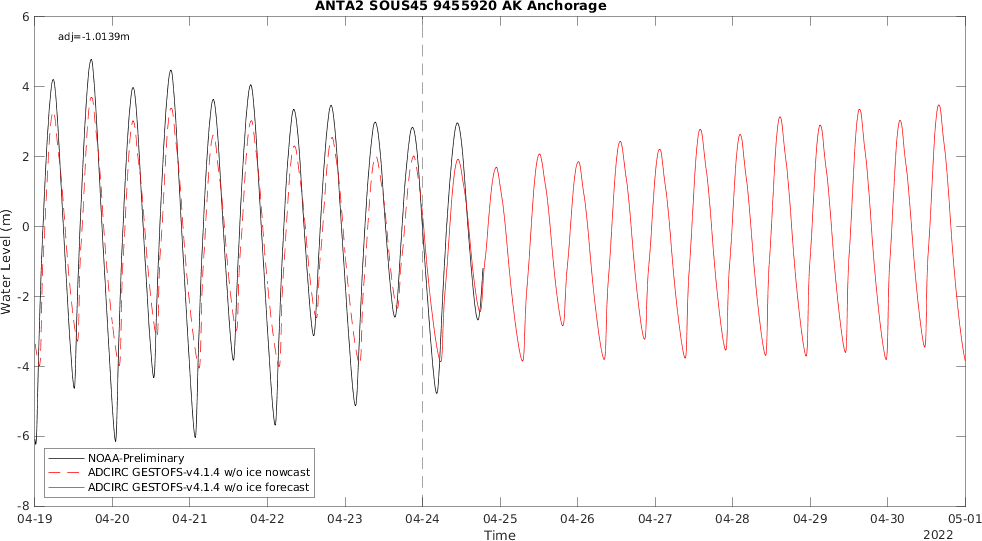 ANTA2 SOUS45 9455920 AK Anchorage
adj=-1.0139m
6
4
2
0
-2
-4
-6
-8
Water Level (m)
NOAA-Preliminary
ADCIRC GESTOFS-v4.1.4 w/o ice nowcast
ADCIRC GESTOFS-v4.1.4 w/o ice forecast
04-19 04-20 04-21 04-22 04-23 04-24 04-25 04-26 04-27 04-28 04-29 04-30 05-01
Time
2022